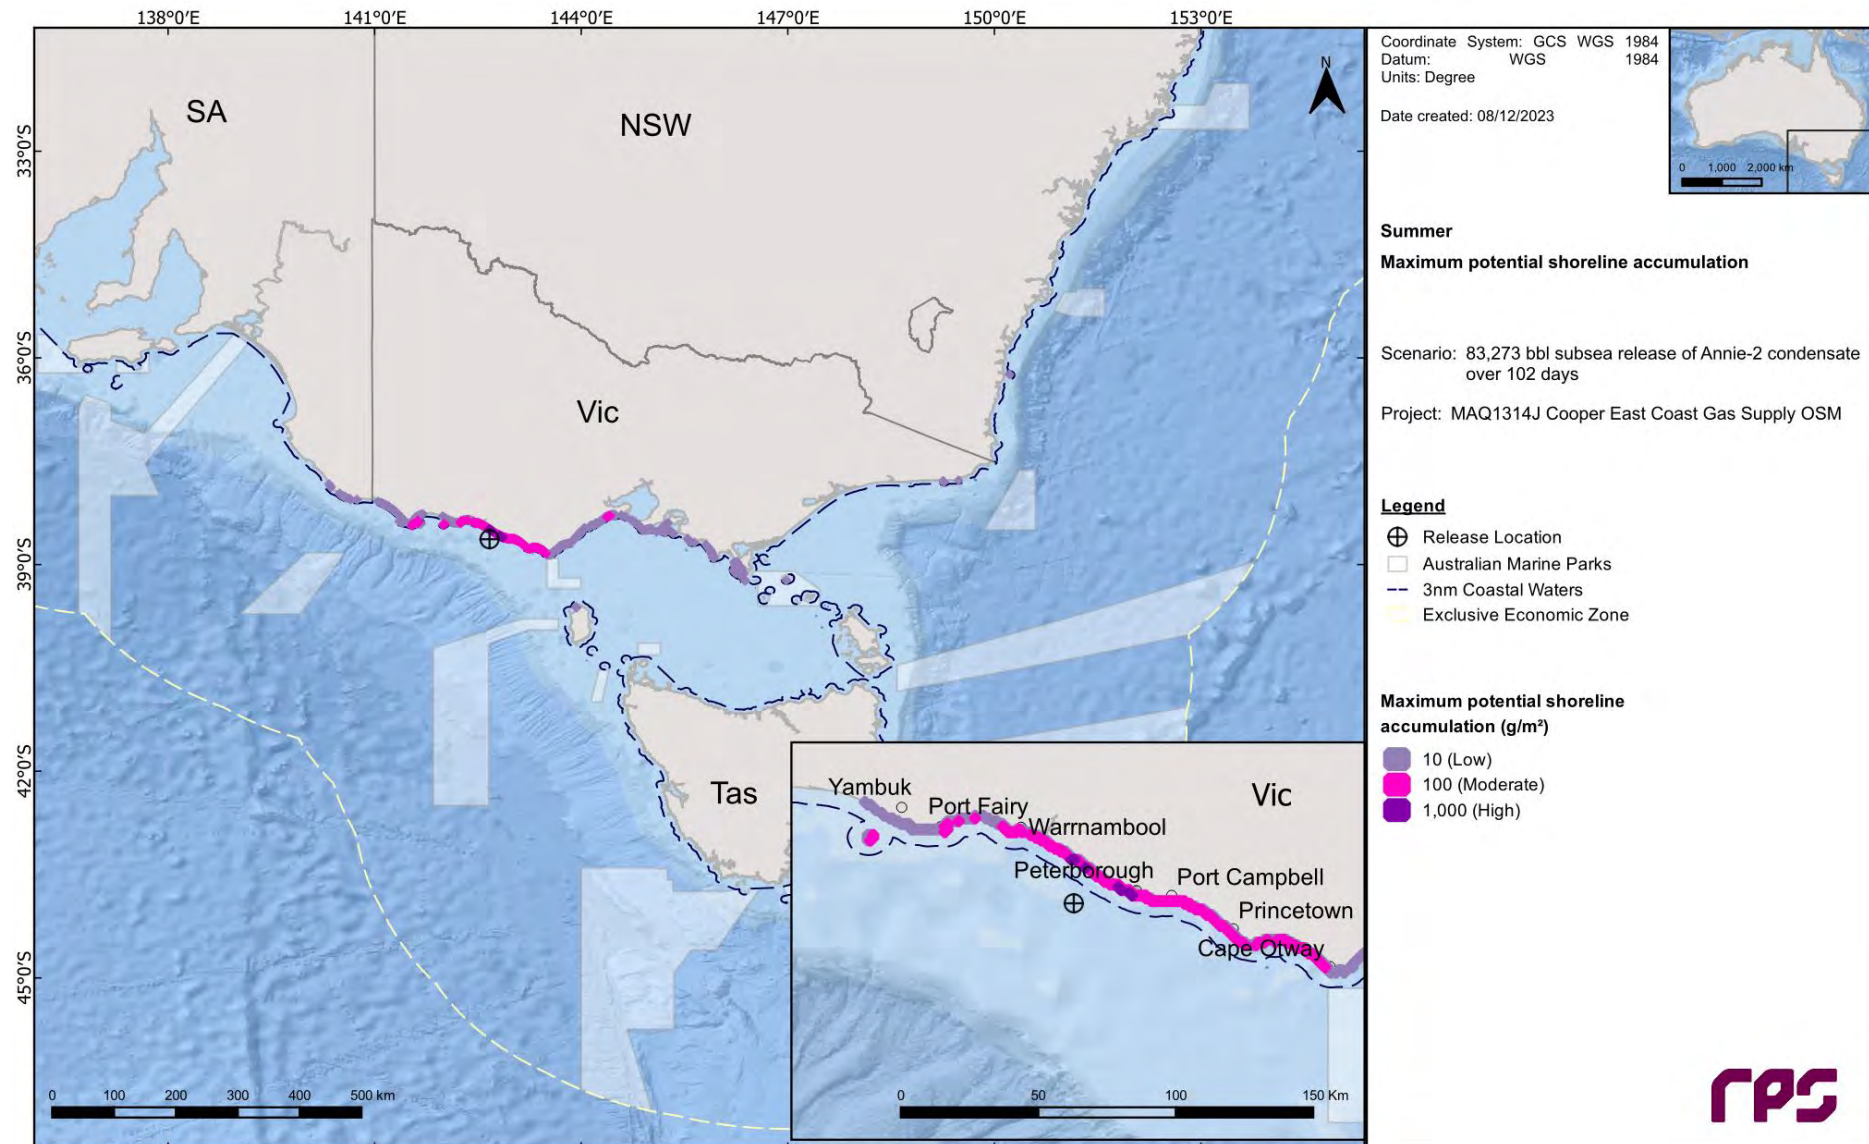 138°0'E
141°0'E
144°0'E
147°0'E
150°0'E
153°0'E
33°0'S
36°0'S
39°0'S
42°0'S
45°0'S
SA
NSW
Vic
Tas
N
0 100 200 300 400 500 km
Yambuk
Port Fairy
Vic
Warrnambool
Peterborough
Port Campbell
Princetown
Cape Otway
0 50 100 150 Km
Coordinate System: GCS WGS 1984
Datum: WGS 1984
Units: Degree
Date created: 08/12/2023
0 1,000 2,000 km
Summer
Maximum potential shoreline accumulation
Scenario: 83,273 bbl subsea release of Annie-2 condensate
over 102 days
Project: MAQ1314J Cooper East Coast Gas Supply OSM
Legend
Release Location
Australian Marine Parks
3nm Coastal Waters
Exclusive Economic Zone
Maximum potential shoreline
accumulation (g/m²)
10 (Low)
100 (Moderate)
1,000 (High)
rps